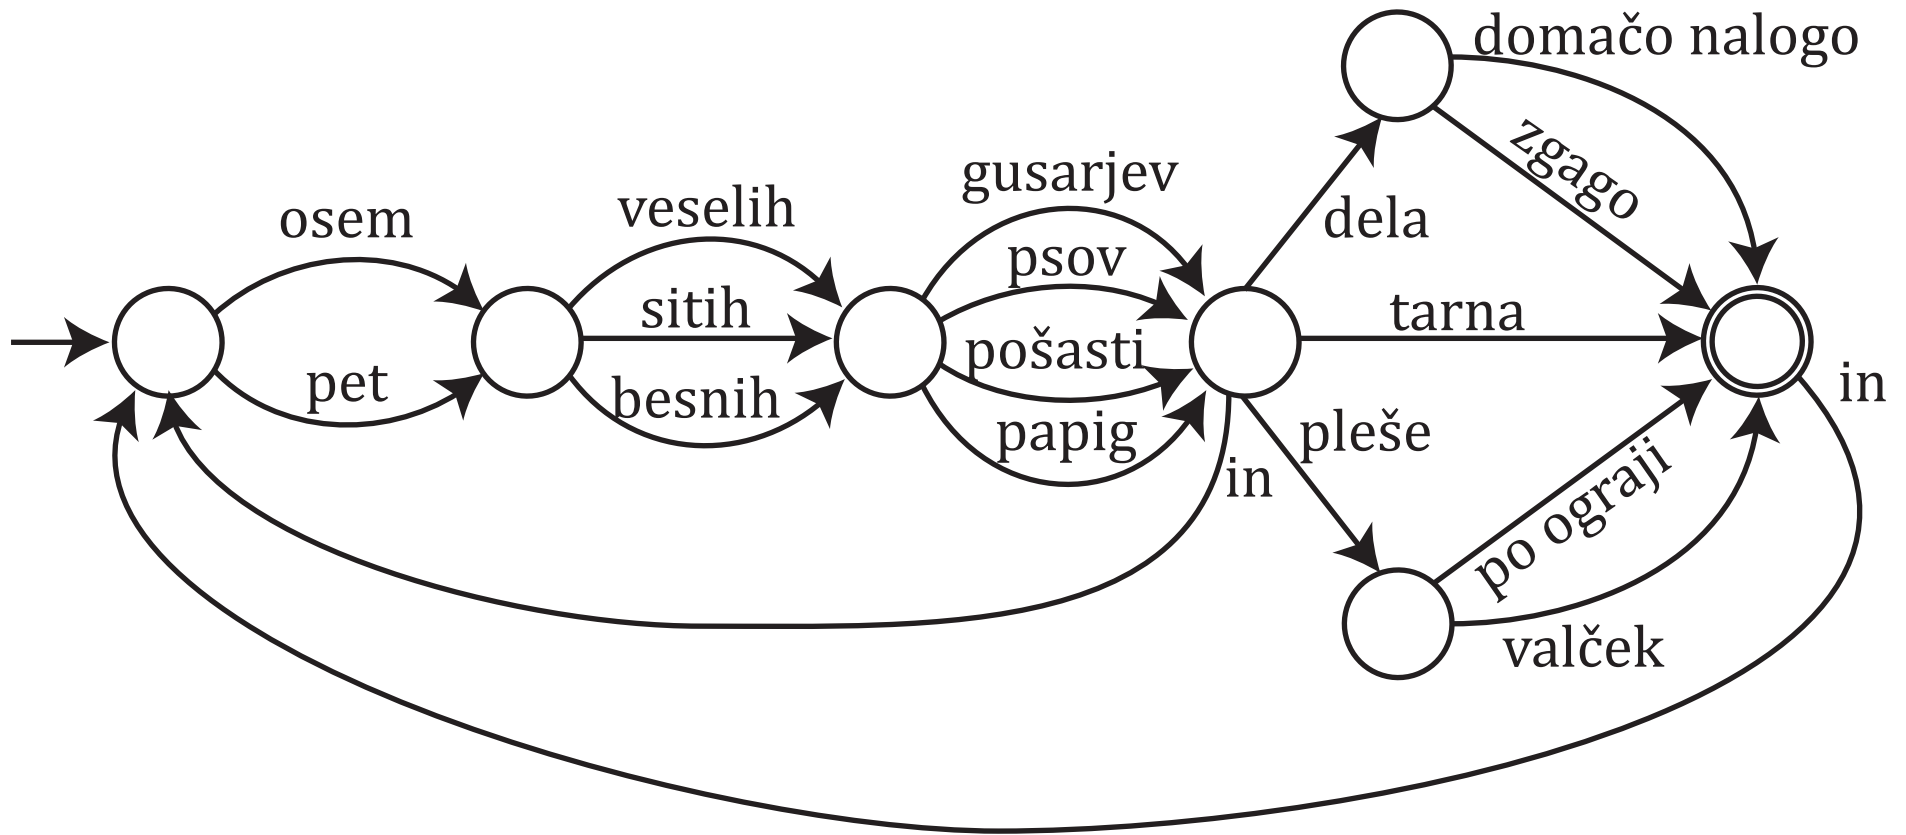 osem
pet
veselih
sitih
besnih
gusarjev
psov
pošasti
papig
in
dela
tarna
pleše
domačo nalogo
zgago
po ograji
valček
in